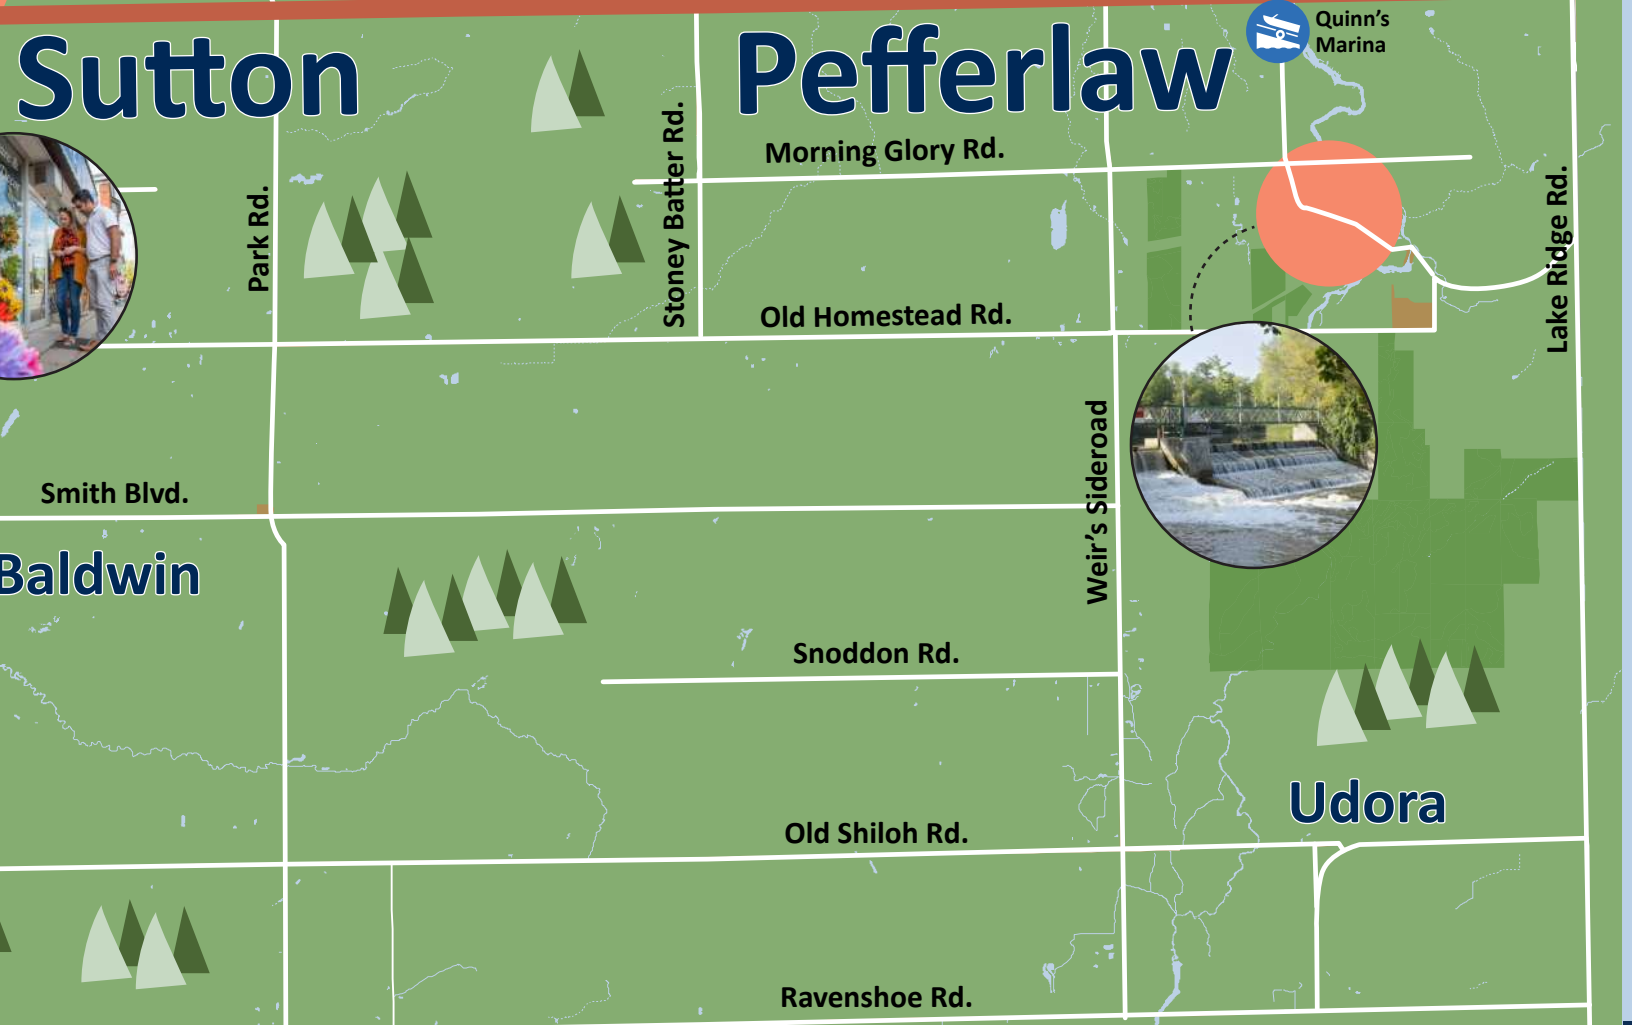 Quinn's
Marina
Sutton
Pefferlaw
Morning Glory Rd.
Park Rd.
Stoney Batter Rd.
Lake Ridge Rd.
Old Homestead Rd.
Smith Blvd.
Weir's Sideroad
Baldwin
Snoddon Rd.
Udora
Old Shiloh Rd.
Ravenshoe Rd.